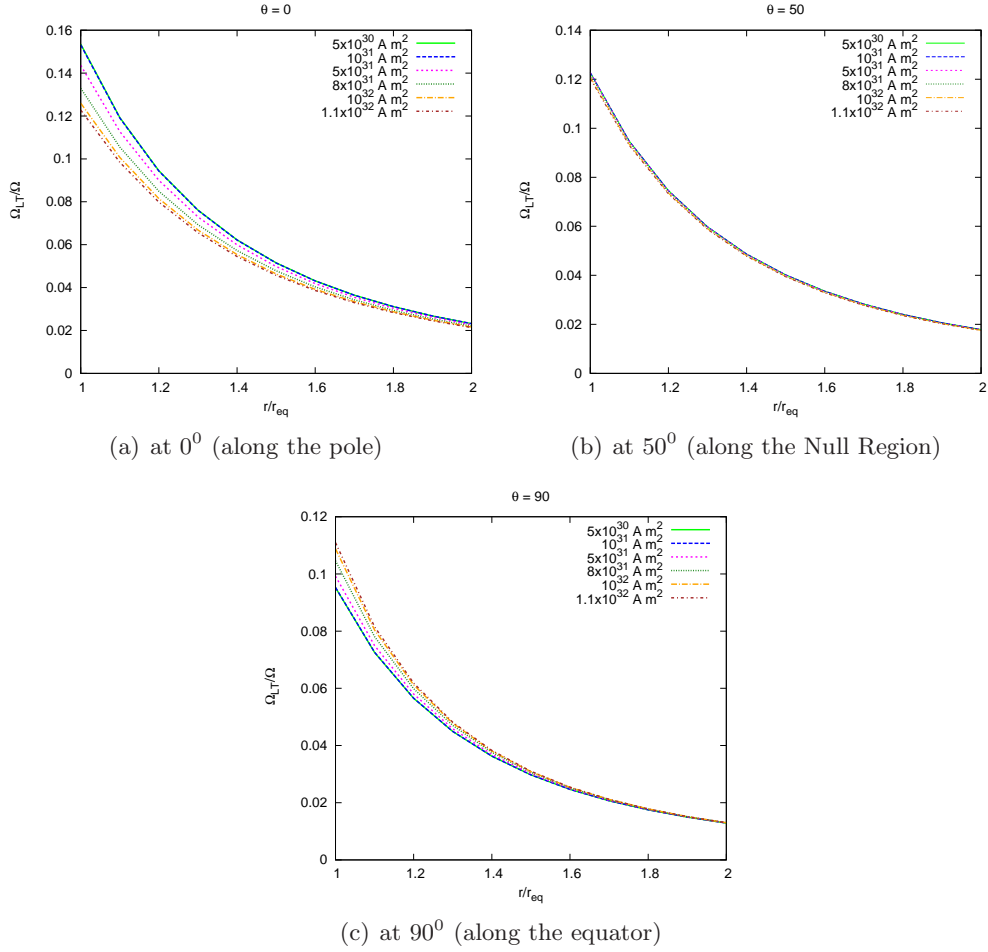 θ = 0
0.16
0.14
0.12
0.1
0.08
0.06
0.04
0.02
0
Ω_LT/Ω
5x10^30 A m^2
10^31 A m^2
5x10^31 A m^2
8x10^31 A m^2
10^32 A m^2
1.1x10^32 A m^2
1 1.2 1.4 1.6 1.8 2
r/r_eq
(a) at 0^0 (along the pole)
θ = 50
0.14
0.12
0.1
0.08
0.06
0.04
0.02
0
Ω_LT/Ω
5x10^30 A m^2
10^31 A m^2
5x10^31 A m^2
8x10^31 A m^2
10^32 A m^2
1.1x10^32 A m^2
1 1.2 1.4 1.6 1.8 2
r/r_eq
(b) at 50^0 (along the Null Region)
θ = 90
0.12
0.1
0.08
0.06
0.04
0.02
0
Ω_LT/Ω
5x10^30 A m^2
10^31 A m^2
5x10^31 A m^2
8x10^31 A m^2
10^32 A m^2
1.1x10^32 A m^2
1 1.2 1.4 1.6 1.8 2
r/r_eq
(c) at 90^0 (along the equator)